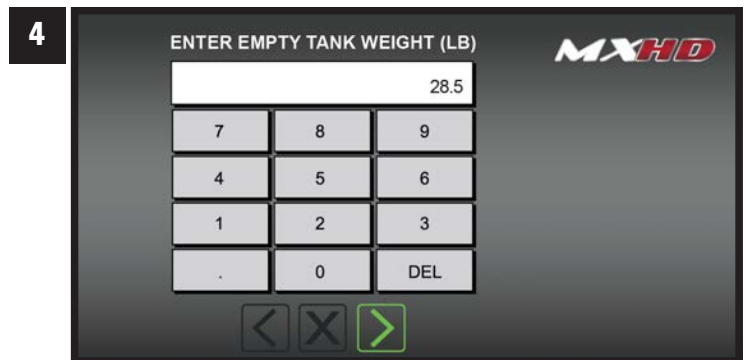 4
ENTER EMPTY TANK WEIGHT (LB)
MXHD
28.5
7 8 9
4 5 6
1 2 3
. 0 DEL